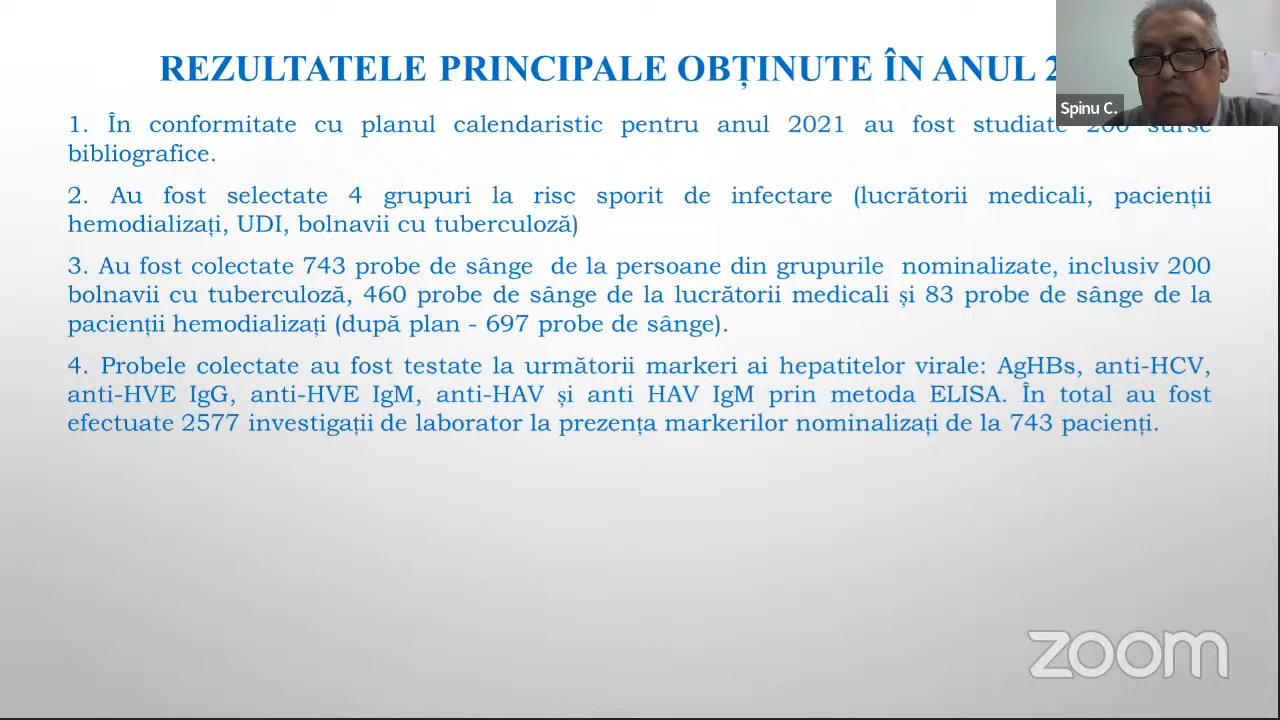 REZULTATELE PRINCIPALE OBȚINUTE ÎN ANUL 2
Spinu C.
1. În conformitate cu planul calendaristic pentru anul 2021 au fost studiate 200 surse
bibliografice.
2. Au fost selectate 4 grupuri la risc sporit de infectare (lucrătorii medicali, pacienții
hemodializați, UDI, bolnavii cu tuberculoză)
3. Au fost colectate 743 probe de sânge de la persoane din grupurile nominalizate, inclusiv 200
bolnavii cu tuberculoză, 460 probe de sânge de la lucrătorii medicali și 83 probe de sânge de la
pacienții hemodializați (după plan - 697 probe de sânge).
4. Probele colectate au fost testate la următorii markeri ai hepatitelor virale: AgHBs, anti-HCV,
anti-HVE IgG, anti-HVE IgM, anti-HAV și anti HAV IgM prin metoda ELISA. În total au fost
efectuate 2577 investigații de laborator la prezența markerilor nominalizați de la 743 pacienți.
zoom